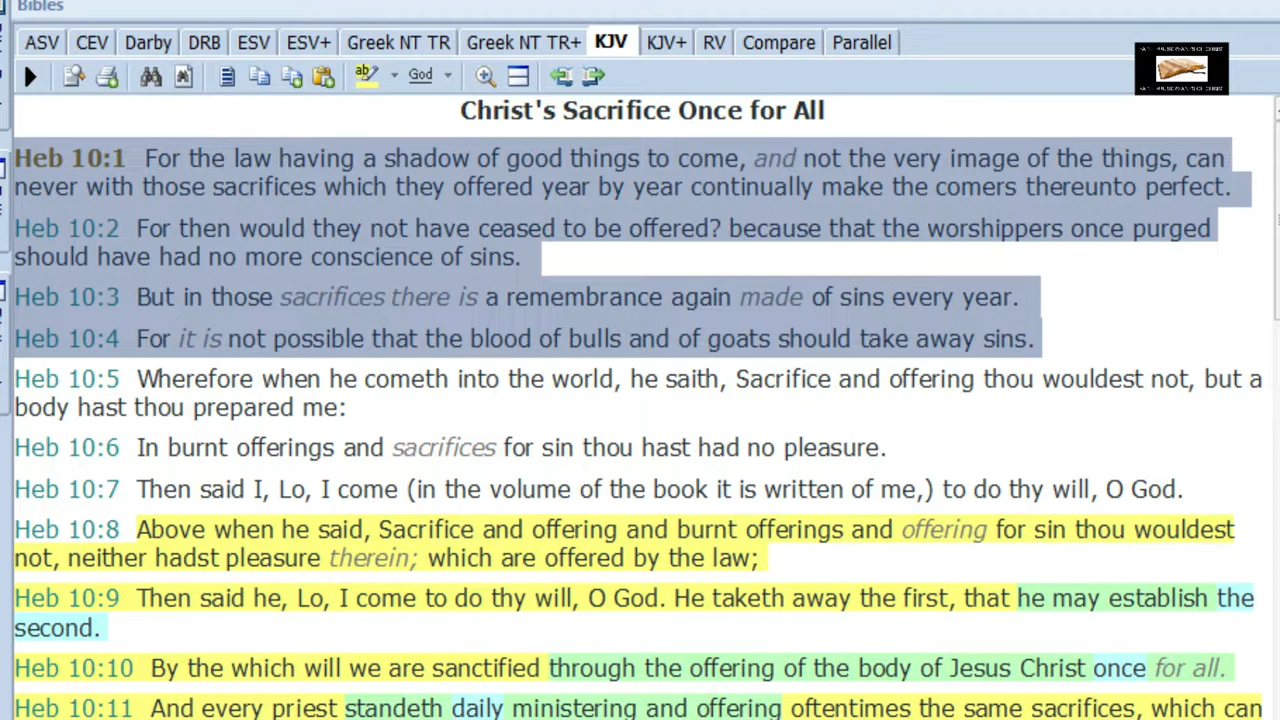 Bibles
ASV CEV Darby DRB ESV ESV+ Greek NT TR Greek NT TR+ KJV KJV+ RV Compare Parallel
ab God
Christ's Sacrifice Once for All
Heb 10:1 For the law having a shadow of good things to come, and not the very image of the things, can
never with those sacrifices which they offered year by year continually make the comers thereunto perfect.
Heb 10:2 For then would they not have ceased to be offered? because that the worshippers once purged
should have had no more conscience of sins.
Heb 10:3 But in those sacrifices there is a remembrance again made of sins every year.
Heb 10:4 For it is not possible that the blood of bulls and of goats should take away sins.
Heb 10:5 Wherefore when he cometh into the world, he saith, Sacrifice and offering thou wouldest not, but a
body hast thou prepared me:
Heb 10:6 In burnt offerings and sacrifices for sin thou hast had no pleasure.
Heb 10:7 Then said I, Lo, I come (in the volume of the book it is written of me,) to do thy will, O God.
Heb 10:8 Above when he said, Sacrifice and offering and burnt offerings and offering for sin thou wouldest
not, neither hadst pleasure therein; which are offered by the law;
Heb 10:9 Then said he, Lo, I come to do thy will, O God. He taketh away the first, that he may establish the
second.
Heb 10:10 By the which will we are sanctified through the offering of the body of Jesus Christ once for all.
Heb 10:11 And every priest standeth daily ministering and offering oftentimes the same sacrifices, which can